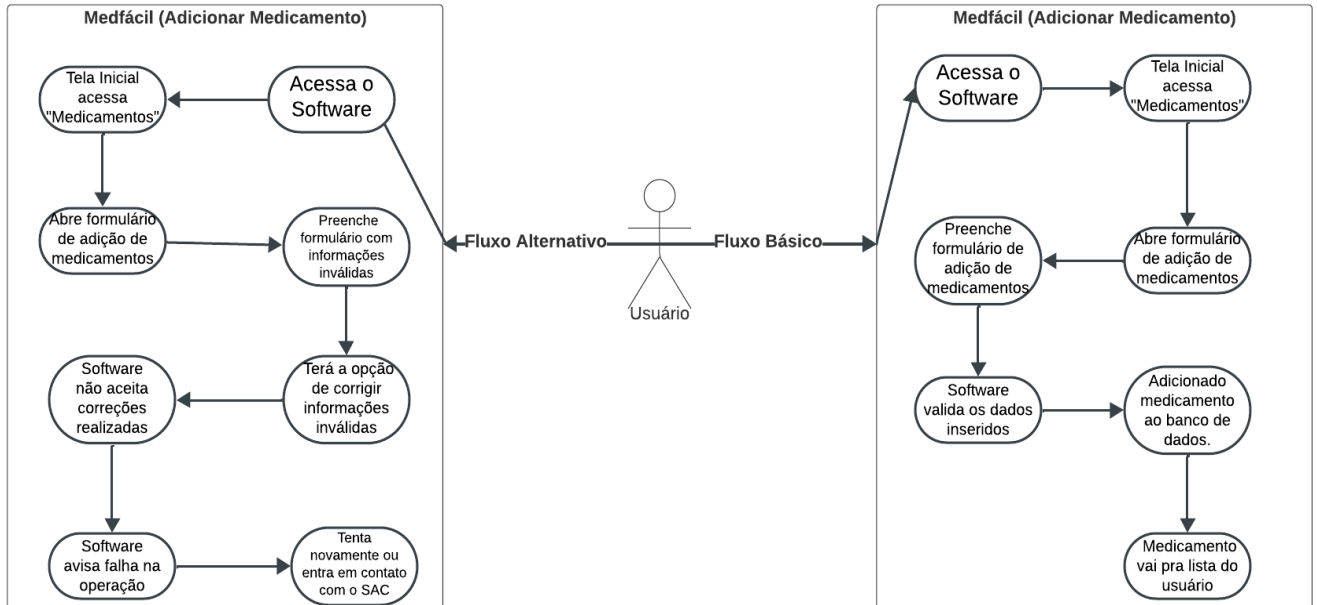 Medfácil (Adicionar Medicamento)
Acessa o
Software
Tela Inicial
acessa
"Medicamentos"
Abre formulário
de adição de
medicamentos
Preenche
formulário com
informações
inválidas
Terá a opção
de corrigir
informações
inválidas
Software
não aceita
correções
realizadas
Software
avisa falha na
operação
Tenta
novamente ou
entra em contato
com o SAC
Fluxo Alternativo
Usuário
Fluxo Básico
Medfácil (Adicionar Medicamento)
Acessa o
Software
Tela Inicial
acessa
"Medicamentos"
Abre formulário
de adição de
medicamentos
Preenche
formulário de
adição de
medicamentos
Software
valida os dados
inseridos
Adicionado
medicamento
ao banco de
dados.
Medicamento
vai pra lista do
usuário